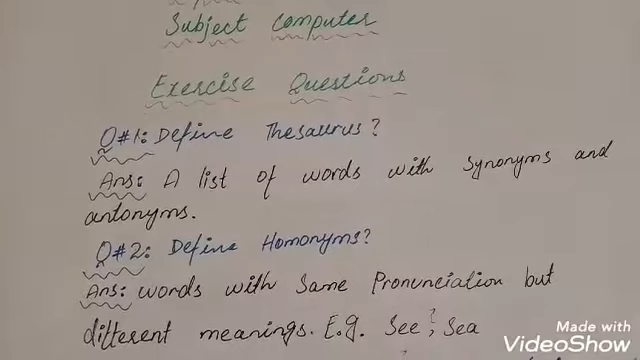 Subject Computer
Exercise Questions
Q#1: Define Thesaurus?
Ans: A list of words with Synonyms and
antonyms.
Q#2: Define Homonyms?
Ans: words with Same Pronunciation but
different meanings. E.g. See, Sea
Made with
VideoShow